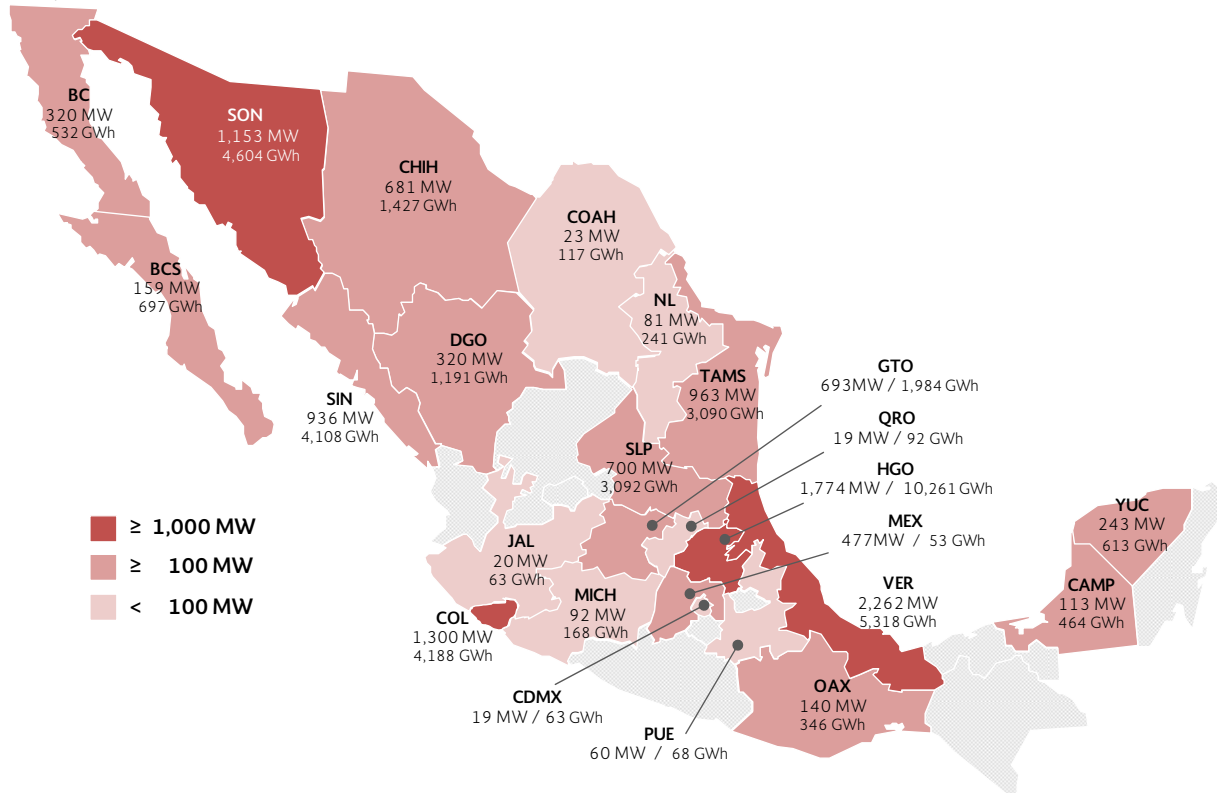 BC
320 MW
532 GWh
SON
1,153 MW
4,604 GWh
CHIH
681 MW
1,427 GWh
COAH
23 MW
117 GWh
BCS
159 MW
697 GWh
NL
81 MW
241 GWh
DGO
320 MW
1,191 GWh
TAMS
963 MW
3,090 GWh
GTO
693MW / 1,984 GWh
SIN
936 MW
4,108 GWh
QRO
19 MW / 92 GWh
SLP
700 MW
3,092 GWh
HGO
1,774 MW / 10,261 GWh
MEX
477MW / 53 GWh
YUC
243 MW
613 GWh
≥ 1,000 MW
≥ 100 MW
< 100 MW
JAL
20 MW
63 GWh
MICH
92 MW
168 GWh
VER
2,262 MW
5,318 GWh
CAMP
113 MW
464 GWh
COL
1,300 MW
4,188 GWh
CDMX
19 MW / 63 GWh
OAX
140 MW
346 GWh
PUE
60 MW / 68 GWh